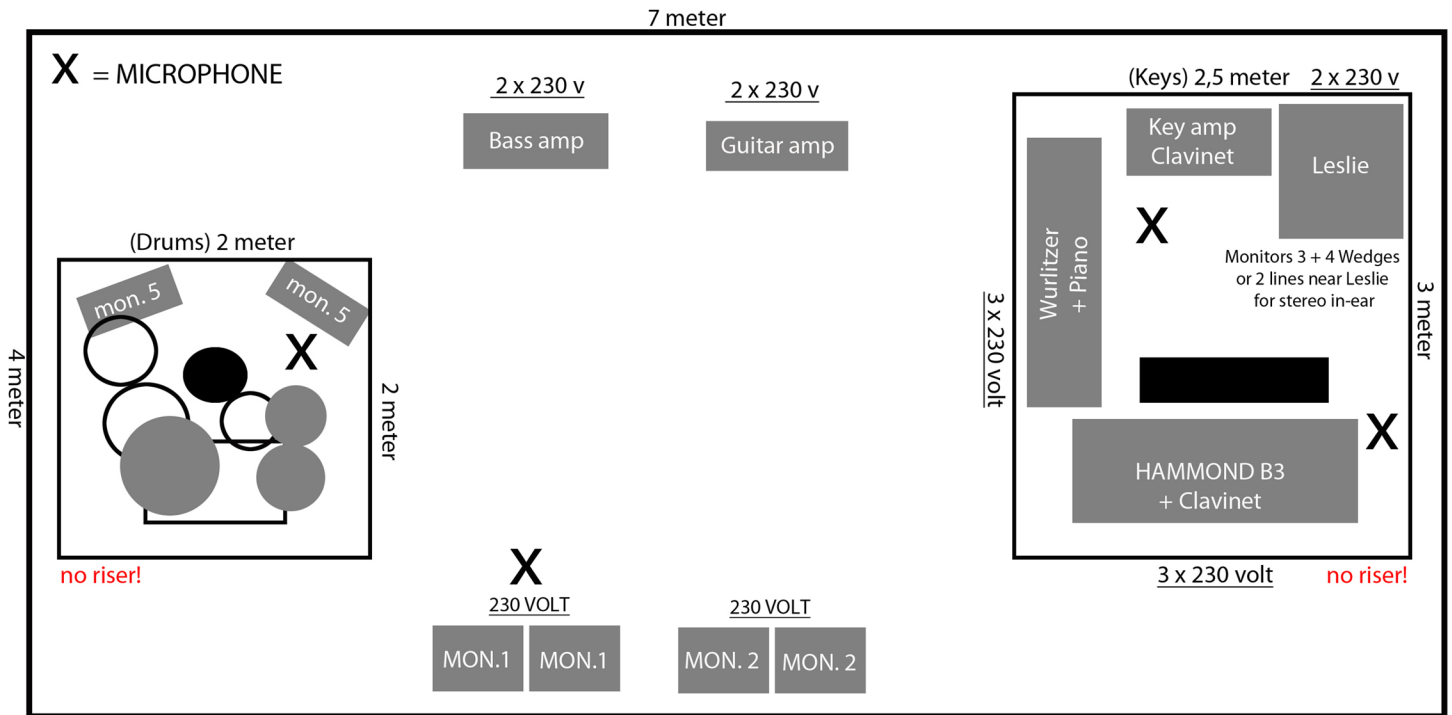 7 meter
X = MICROPHONE
2 x 230 v
2 x 230 v
(Keys) 2,5 meter
2 x 230 v
Bass amp
Guitar amp
Key amp
Clavinet
Leslie
Wurlitzer
+ Piano
X
Monitors 3 + 4 Wedges
or 2 lines near Leslie
for stereo in-ear
3 x 230 volt
3 meter
(Drums) 2 meter
mon. 5
mon. 5
X
4 meter
2 meter
X
HAMMOND B3
+ Clavinet
no riser!
3 x 230 volt
no riser!
X
230 VOLT
230 VOLT
MON.1
MON.1
MON. 2
MON. 2